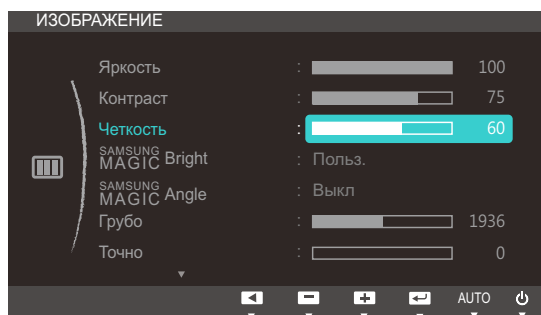 ИЗОБРАЖЕНИЕ
Яркость : 100
Контраст : 75
Четкость : 60
SAMSUNG MAGIC Bright : Польз.
SAMSUNG MAGIC Angle : Выкл
Грубо : 1936
Точно : 0
AUTO